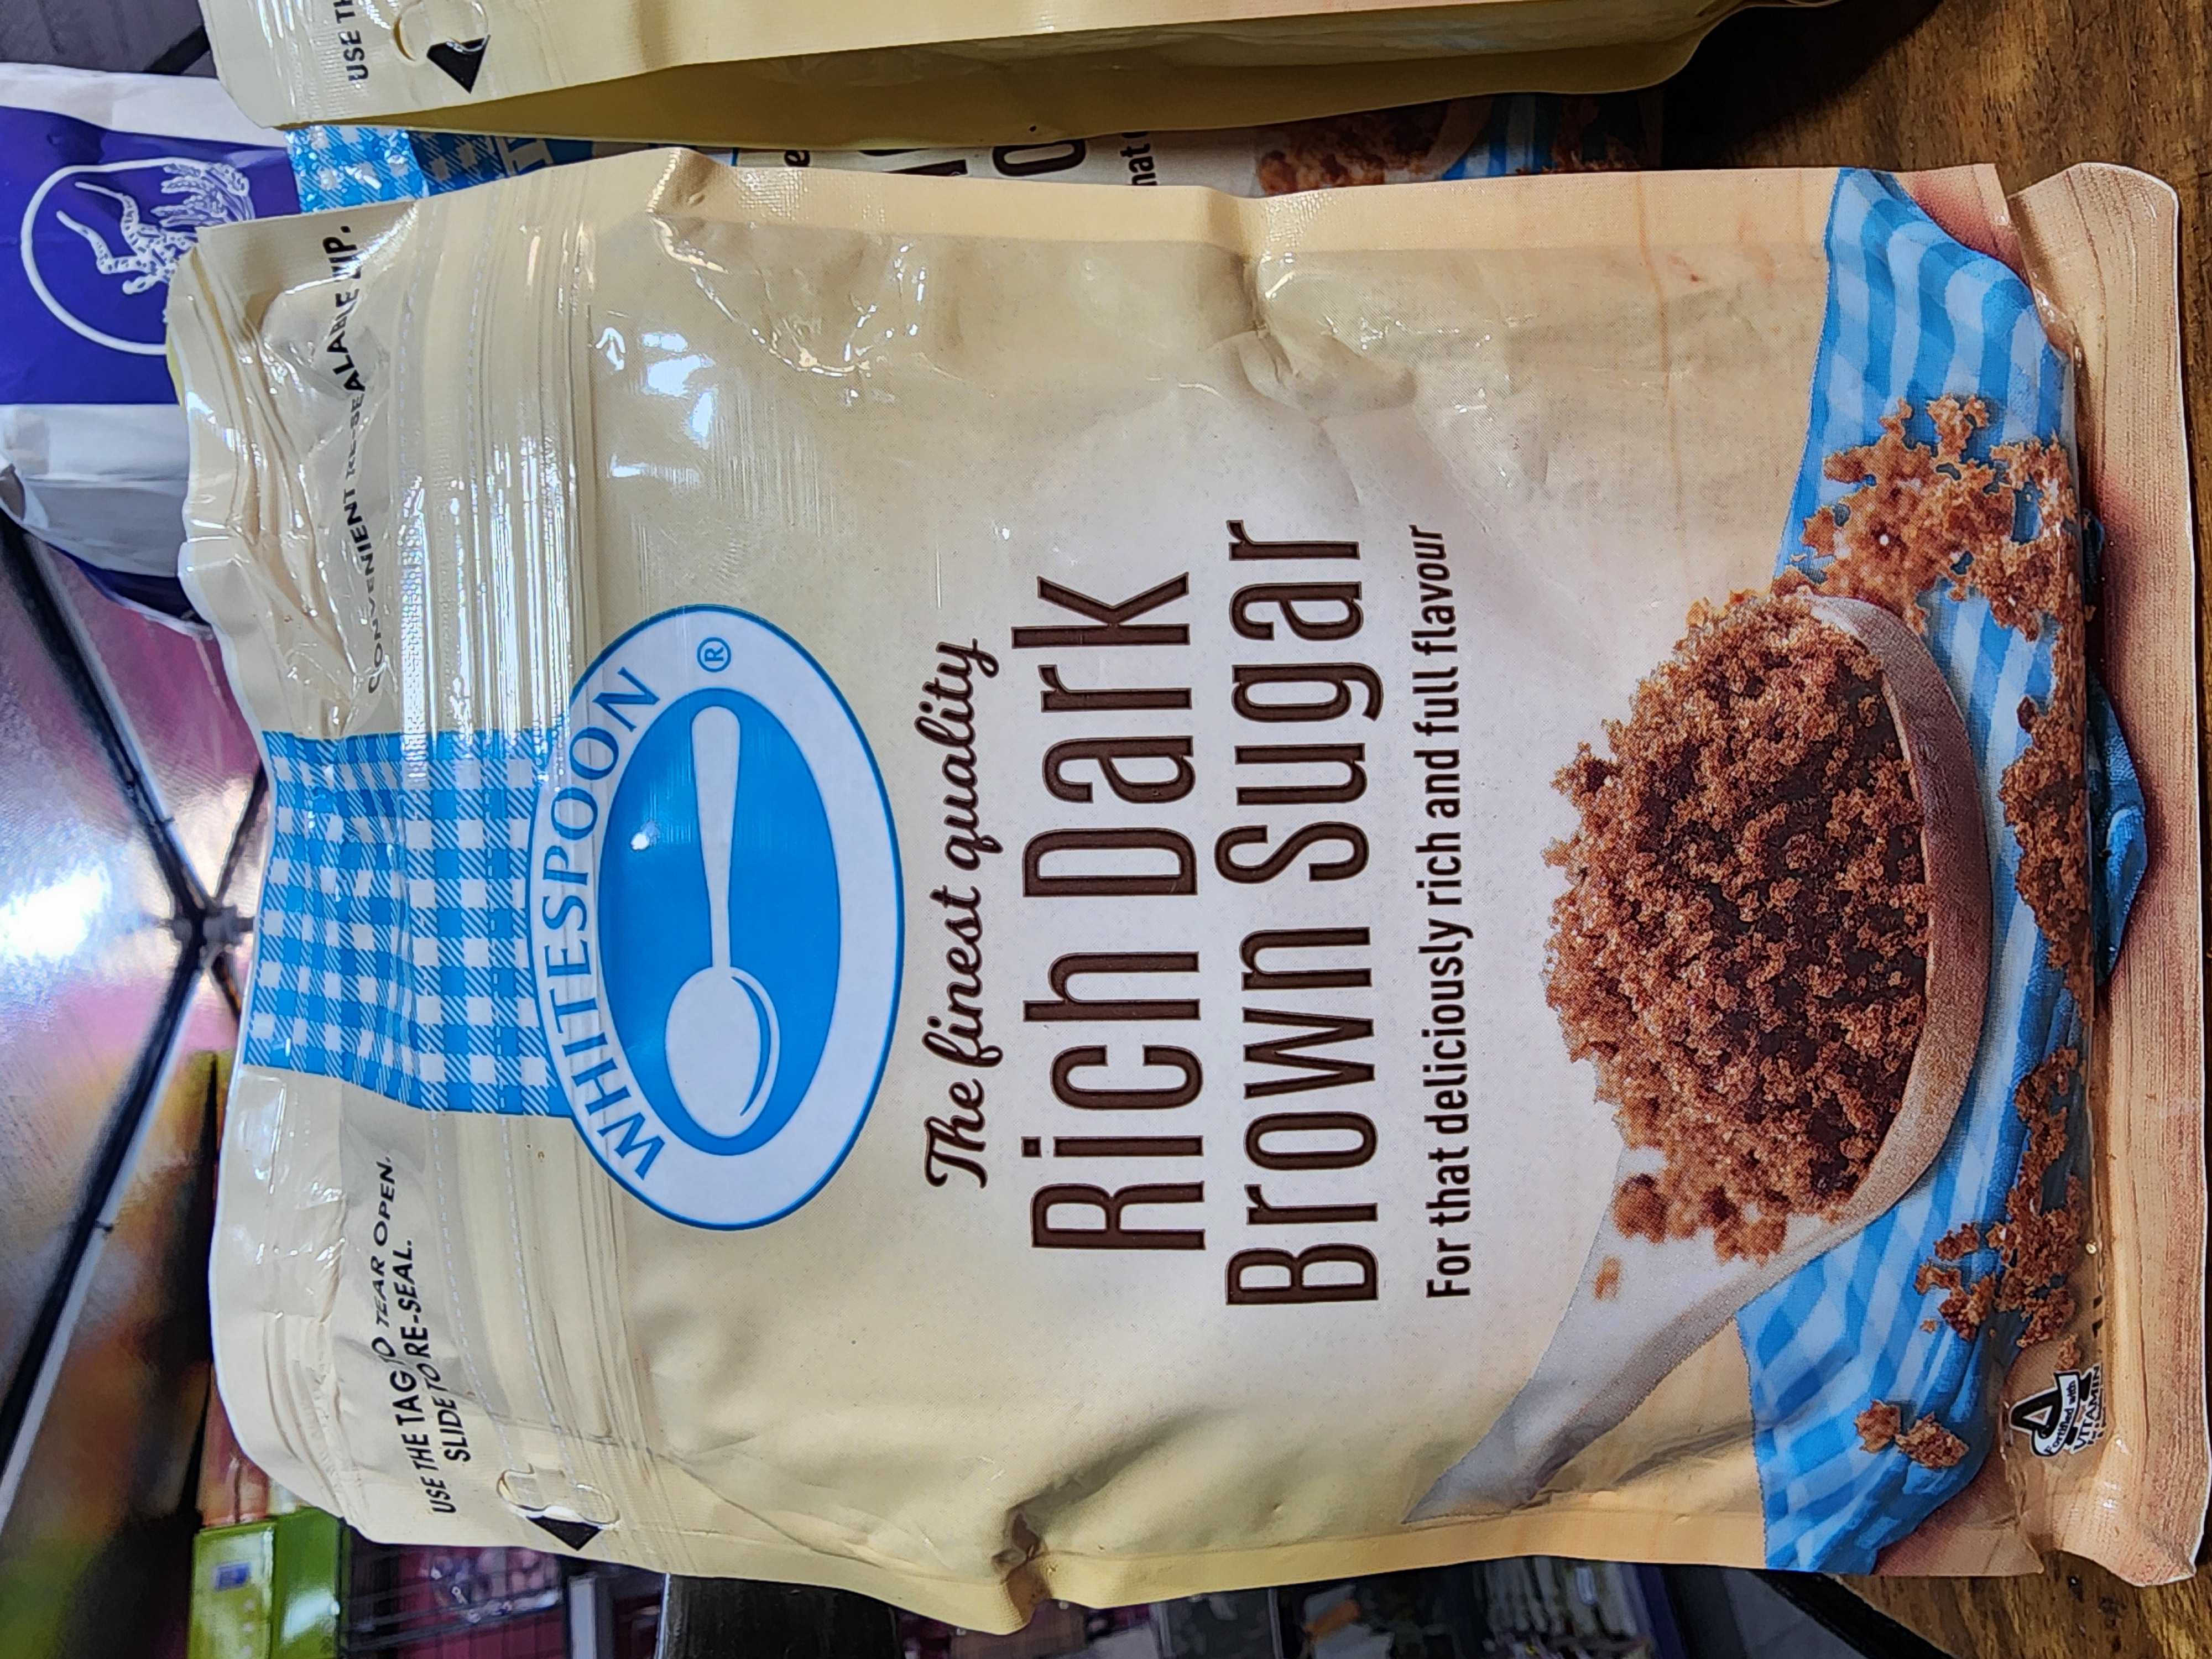 USE THE TAG TO TEAR OPEN.
SLIDE TO RE-SEAL.
CONVENIENT RE-SEALABLE ZIP.
WHITESPOON
®
The finest quality
Rich Dark
Brown Sugar
For that deliciously rich and full flavour
A
Fortified with
VITAMIN
USE